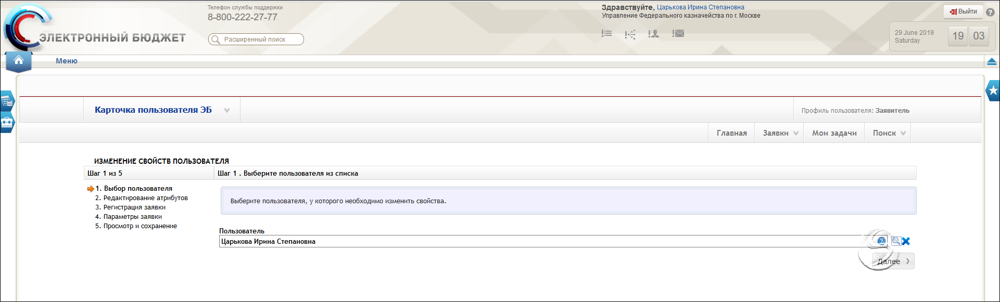 Телефон службы поддержки
8-800-222-27-77
Здравствуйте, Царькова Ирина Степановна
Управление Федерального казначейства по г. Москве
Выйти
?
ЭЛЕКТРОННЫЙ БЮДЖЕТ
Расширенный поиск
29 June 2019
Saturday
19 03
Меню
Карточка пользователя ЭБ
Профиль пользователя: Заявитель
Главная
Заявки
Мои задачи
Поиск
ИЗМЕНЕНИЕ СВОЙСТВ ПОЛЬЗОВАТЕЛЯ
Шаг 1 из 5
Шаг 1 . Выберите пользователя из списка
1. Выбор пользователя
2. Редактирование атрибутов
3. Регистрация заявки
4. Параметры заявки
5. Просмотр и сохранение
Выберите пользователя, у которого необходимо изменить свойства.
Пользователь
Царькова Ирина Степановна
?
Далее